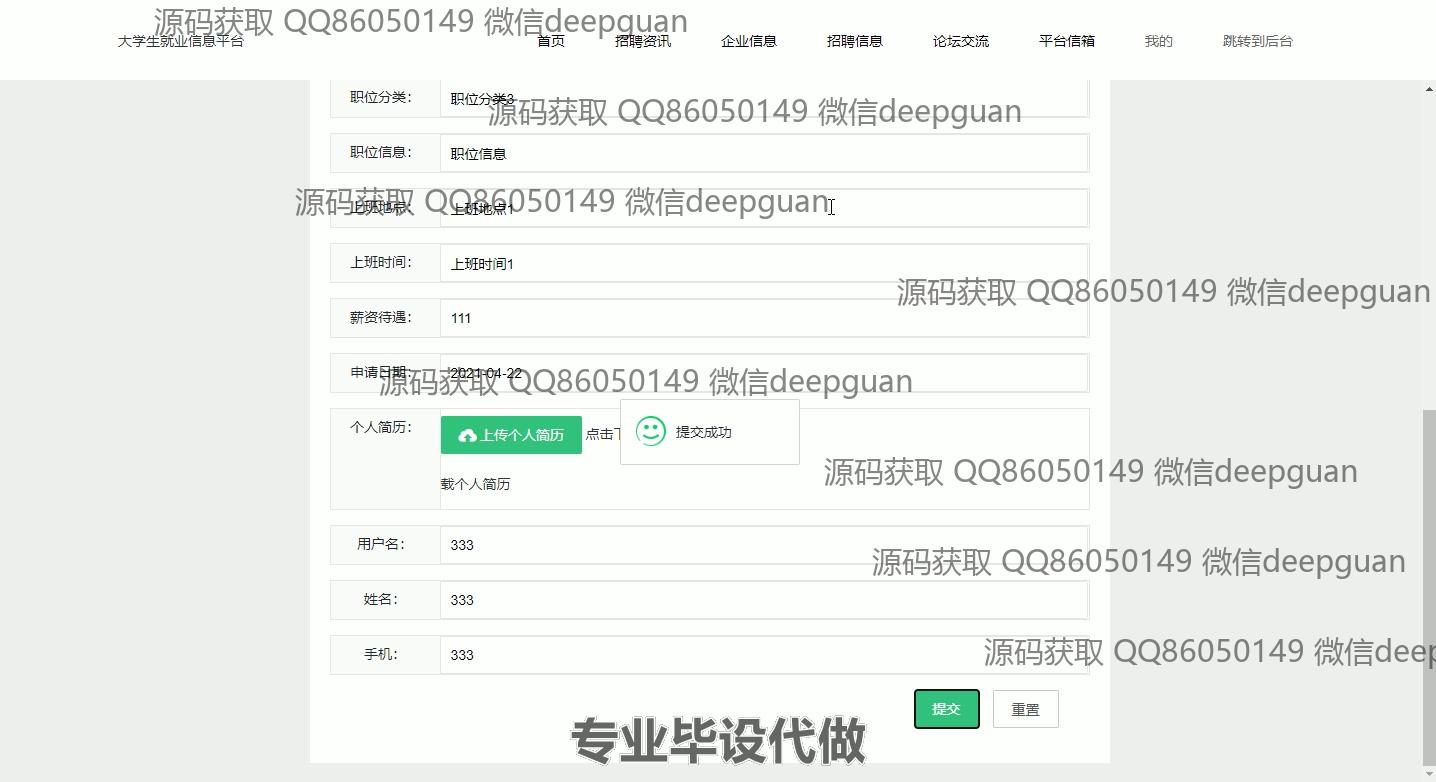 源码获取 QQ86050149 微信deepguan
大学生就业信息平台 首页 招聘资讯 企业信息 招聘信息 论坛交流 平台信箱 我的 跳转到后台
职位分类： 职位分类3
源码获取 QQ86050149 微信deepguan
职位信息： 职位信息
源码获取 QQ86050149 微信deepguan
上班地点： 上班地点1
上班时间： 上班时间1
源码获取 QQ86050149 微信deepguan
薪资待遇： 111
申请日期： 2021-04-22
源码获取 QQ86050149 微信deepguan
个人简历： 上传个人简历 点击下
提交成功
源码获取 QQ86050149 微信deepguan
载个人简历
用户名： 333
源码获取 QQ86050149 微信deepguan
姓名： 333
手机： 333
源码获取 QQ86050149 微信deep
提交 重置
专业毕设代做